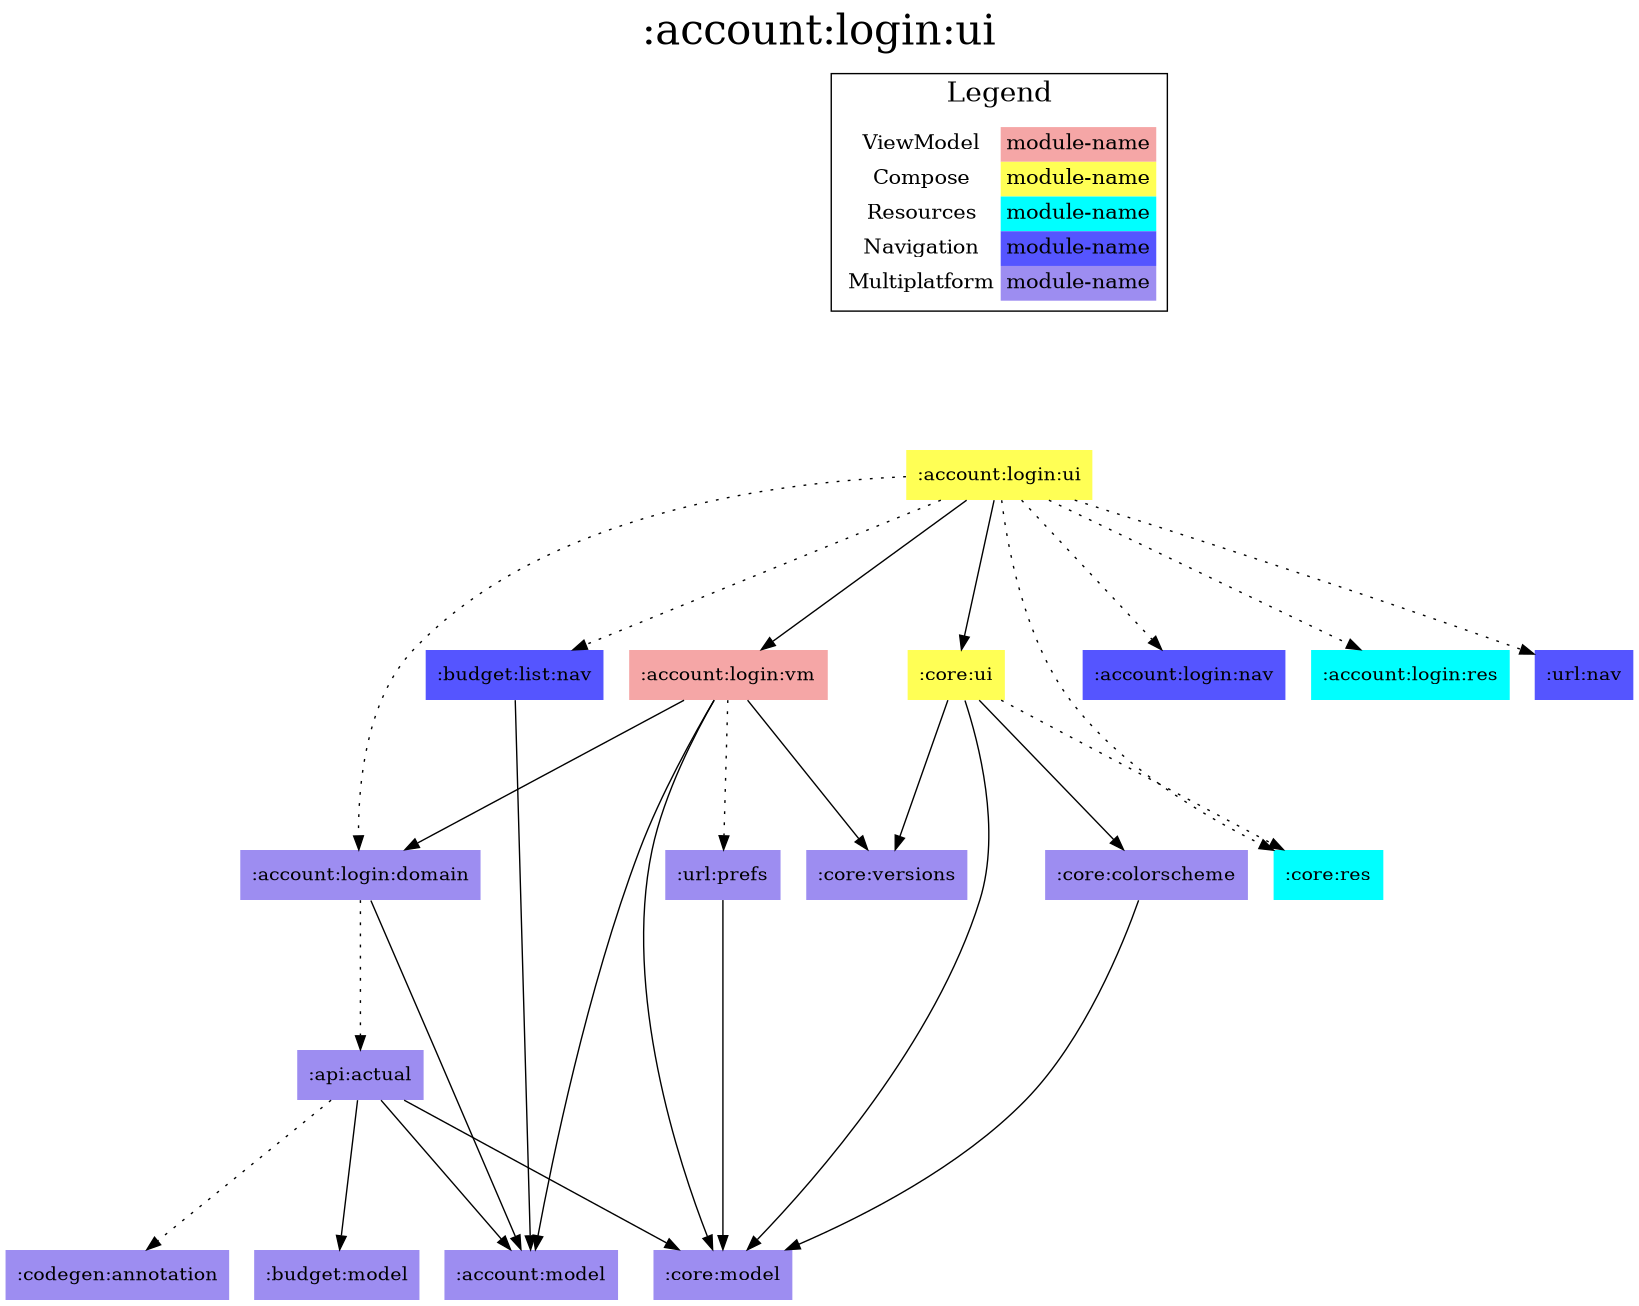 :account:login:ui
Legend
ViewModel module-name
Compose module-name
Resources module-name
Navigation module-name
Multiplatform module-name
:account:login:ui
:budget:list:nav :account:login:vm :core:ui :account:login:nav :account:login:res :url:nav
:account:login:domain :url:prefs :core:versions :core:colorscheme :core:res
:api:actual
:codegen:annotation :budget:model :account:model :core:model